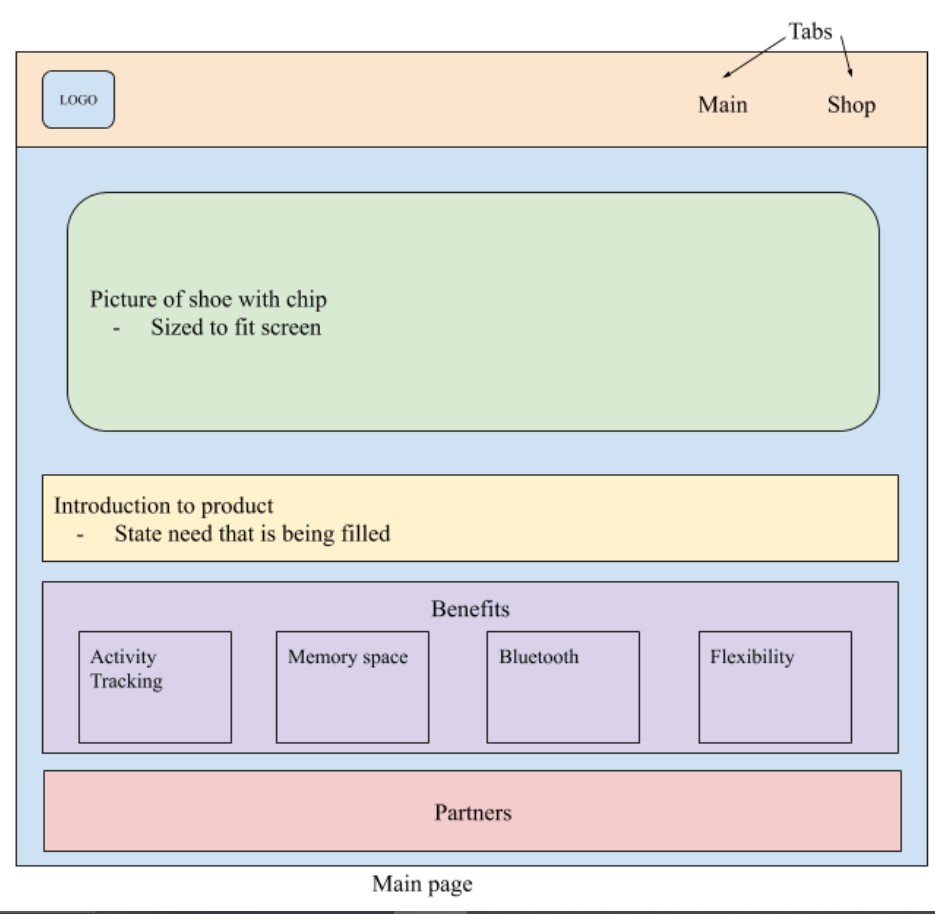 Tabs
LOGO
Main
Shop
Picture of shoe with chip
- Sized to fit screen
Introduction to product
- State need that is being filled
Benefits
Activity
Tracking
Memory space
Bluetooth
Flexibility
Partners
Main page